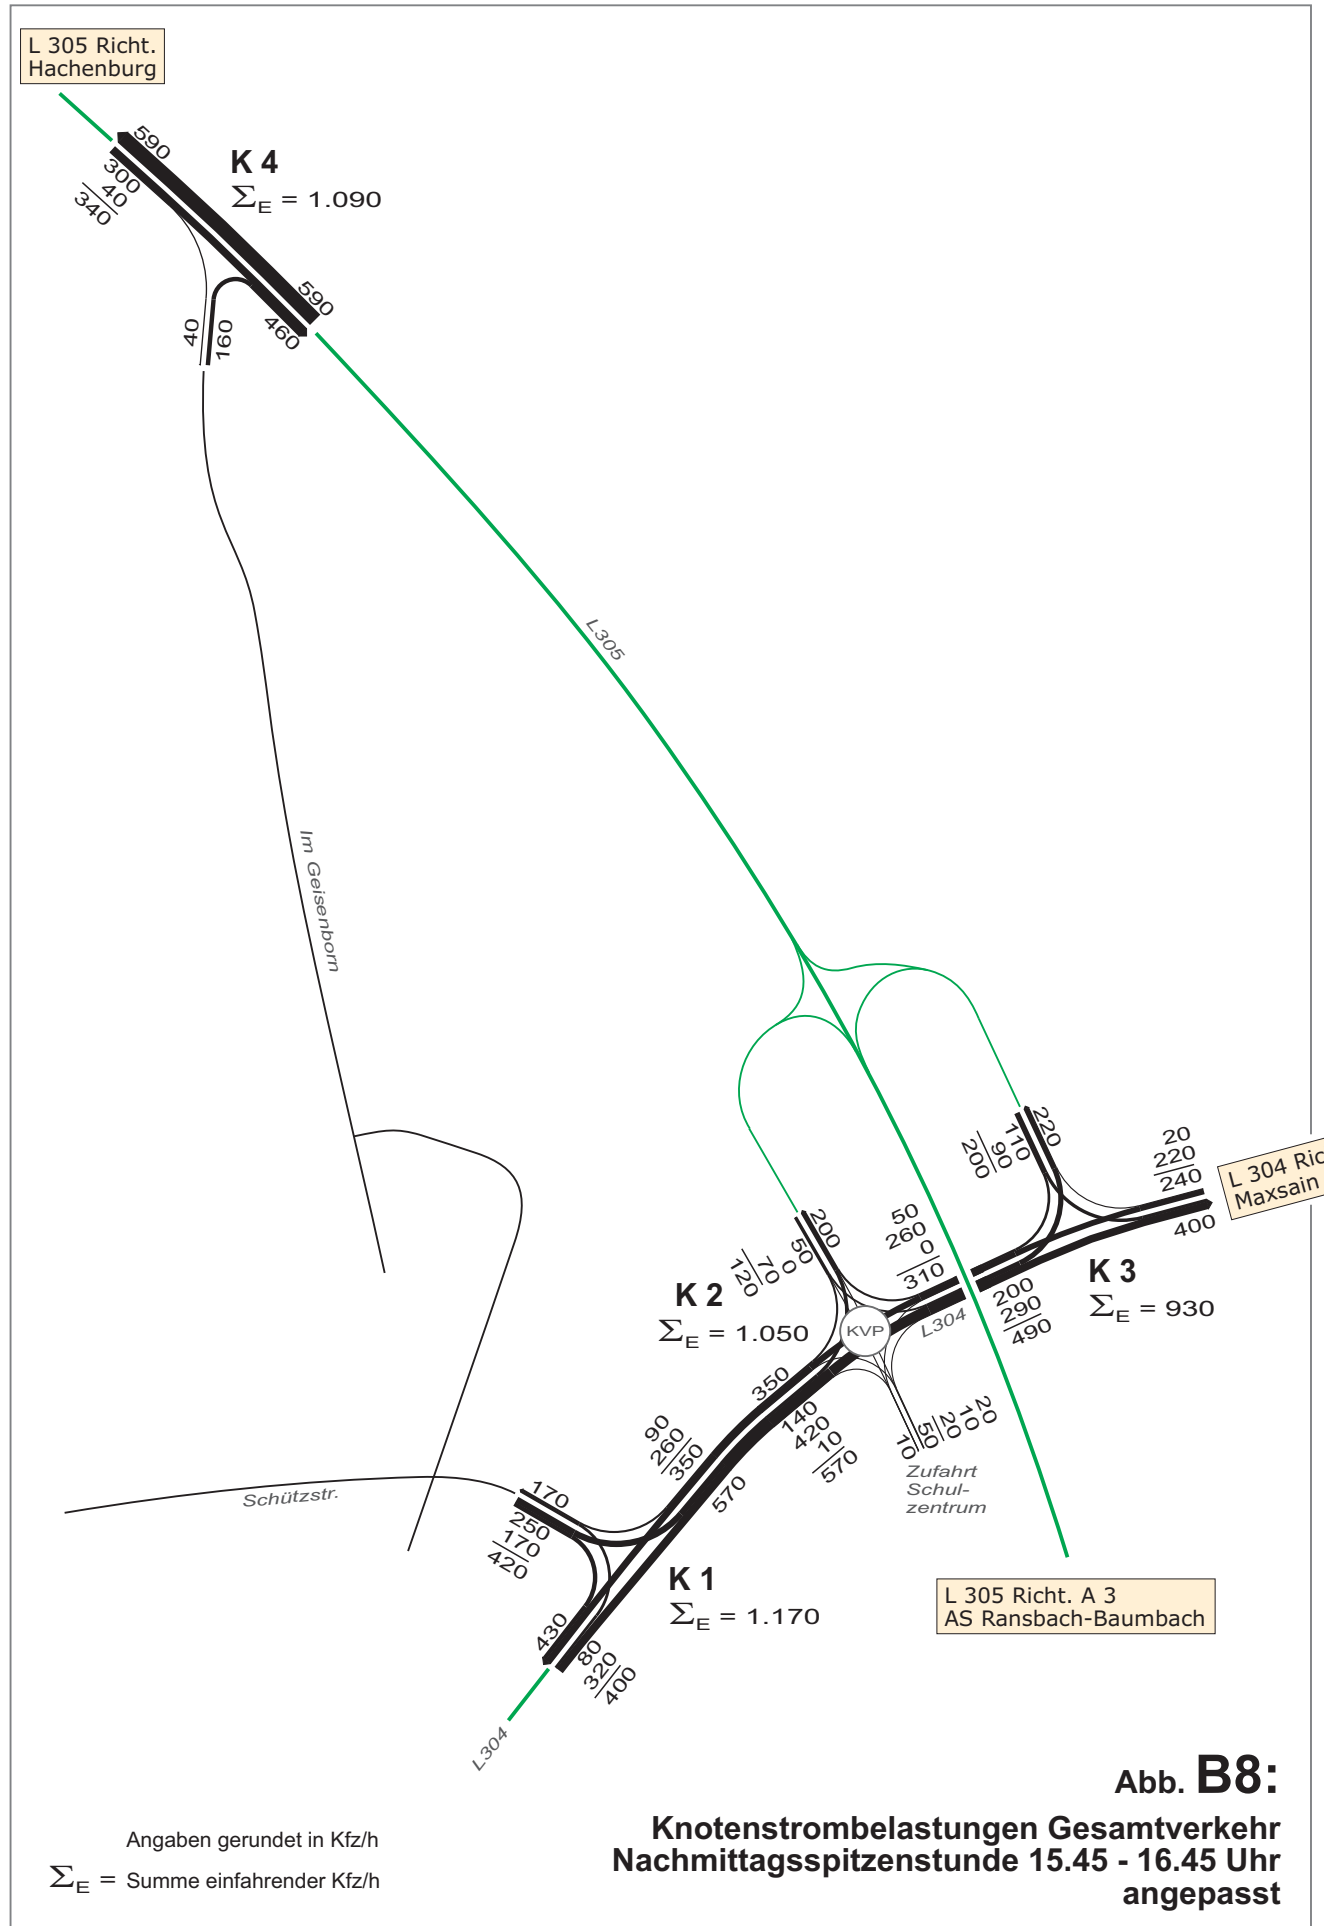 L 305 Richt.
Hachenburg
590
300
40
340
K 4
ΣE = 1.090
590
460
40
160
L305
Im Geisenborn
220
110
90
200
20
220
240
L 304 Ric
Maxsain
400
K 3
ΣE = 930
200
290
490
50
260
0
310
200
50
0
70
120
K 2
ΣE = 1.050
KVP
L304
350
140
420
10
570
20
10
20
50
10
Zufahrt
Schul-
zentrum
90
260
350
570
Schützstr.
170
250
170
420
K 1
ΣE = 1.170
430
80
320
400
L304
L 305 Richt. A 3
AS Ransbach-Baumbach
Abb. B8:
Knotenstrombelastungen Gesamtverkehr
Nachmittagsspitzenstunde 15.45 - 16.45 Uhr
angepasst
Angaben gerundet in Kfz/h
ΣE = Summe einfahrender Kfz/h